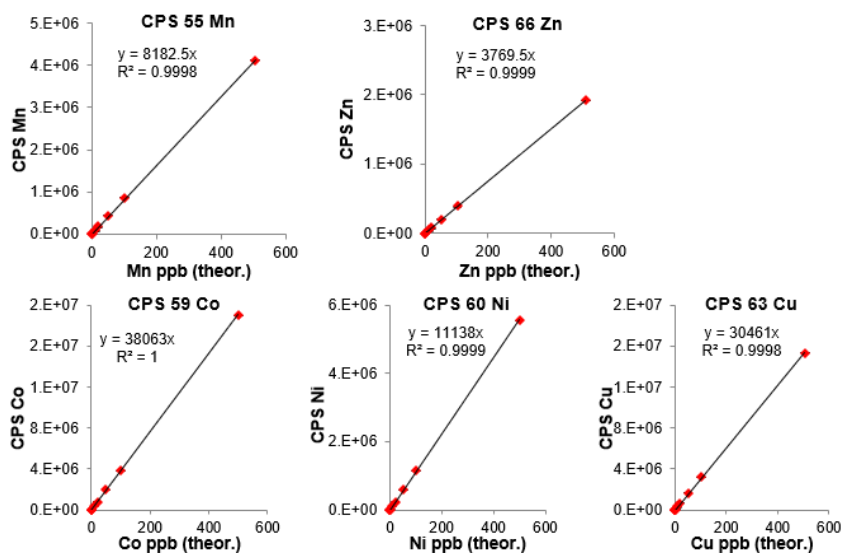 CPS 55 Mn
y = 8182.5x
R² = 0.9998
5.E+06
4.E+06
3.E+06
2.E+06
1.E+06
0.E+00
CPS Mn
0 200 400 600
Mn ppb (theor.)
CPS 66 Zn
y = 3769.5x
R² = 0.9999
3.E+06
2.E+06
1.E+06
0.E+00
CPS Zn
0 200 400 600
Zn ppb (theor.)
CPS 59 Co
y = 38063x
R² = 1
2.E+07
2.E+07
1.E+07
8.E+06
4.E+06
0.E+00
CPS Co
0 200 400 600
Co ppb (theor.)
CPS 60 Ni
y = 11138x
R² = 0.9999
6.E+06
4.E+06
2.E+06
0.E+00
CPS Ni
0 200 400 600
Ni ppb (theor.)
CPS 63 Cu
y = 30461x
R² = 0.9998
2.E+07
2.E+07
1.E+07
8.E+06
4.E+06
0.E+00
CPS Cu
0 200 400 600
Cu ppb (theor.)